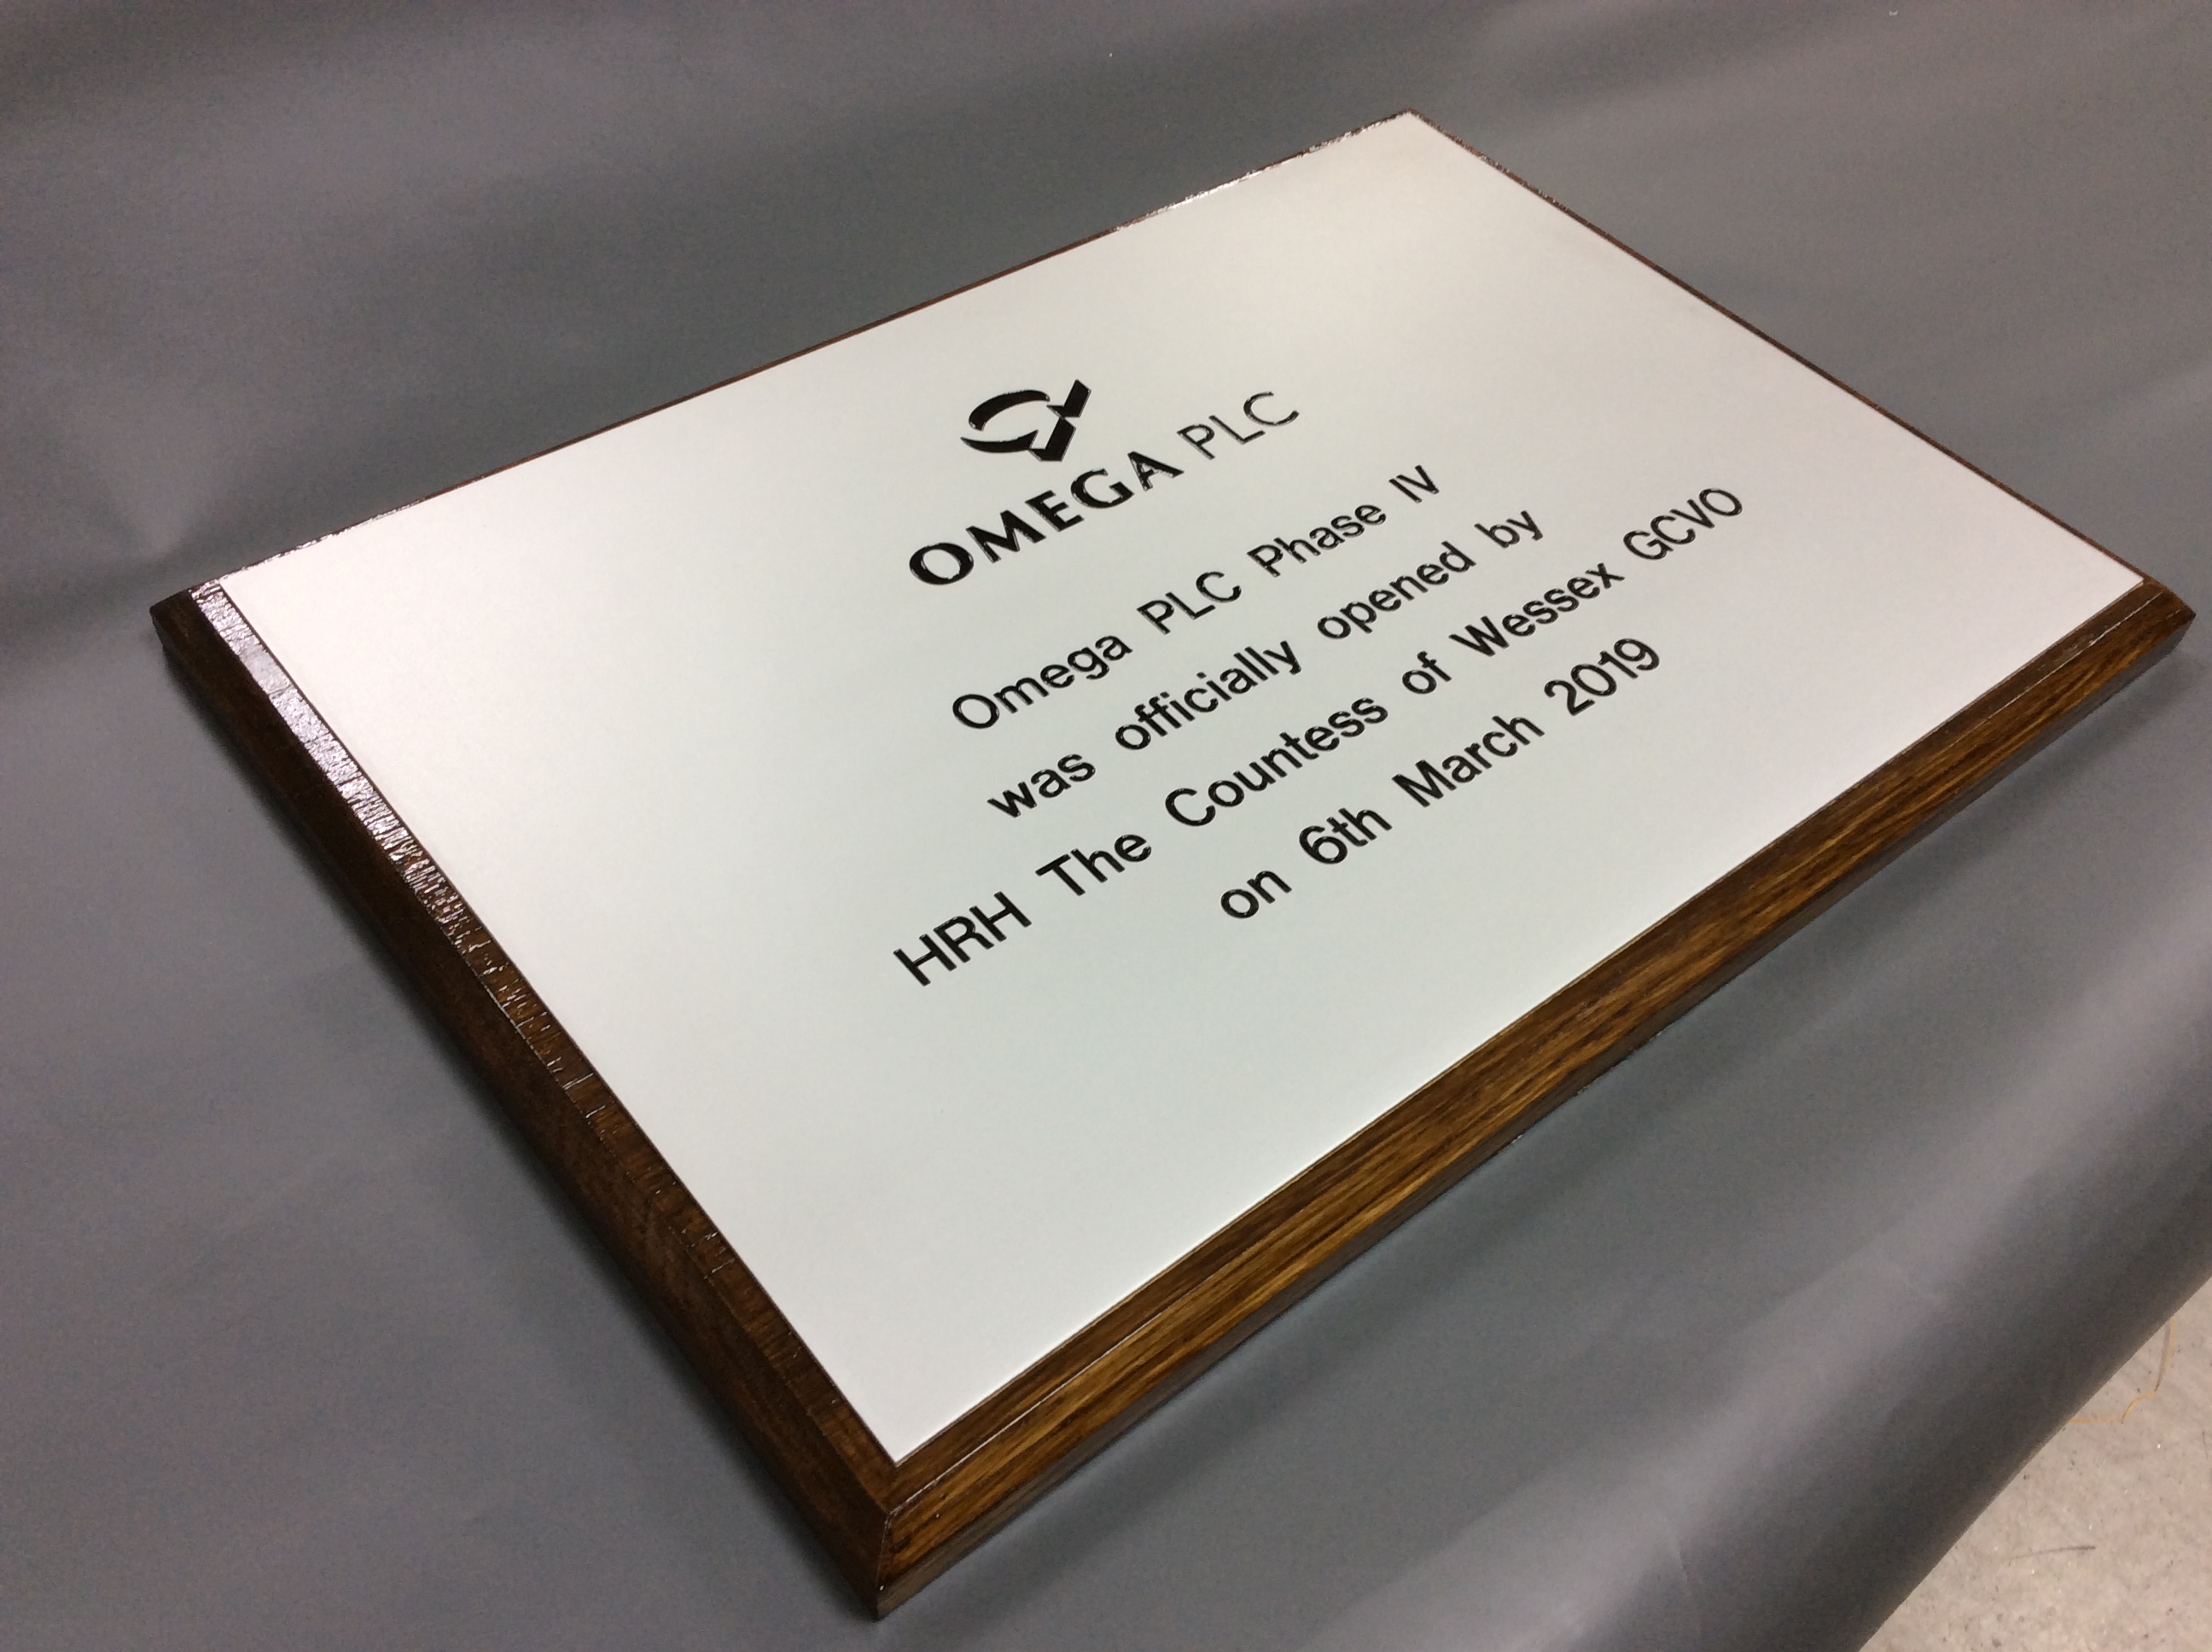 OMEGA PLC
Omega PLC Phase IV
was officially opened by
HRH The Countess of Wessex GCVO
on 6th March 2019